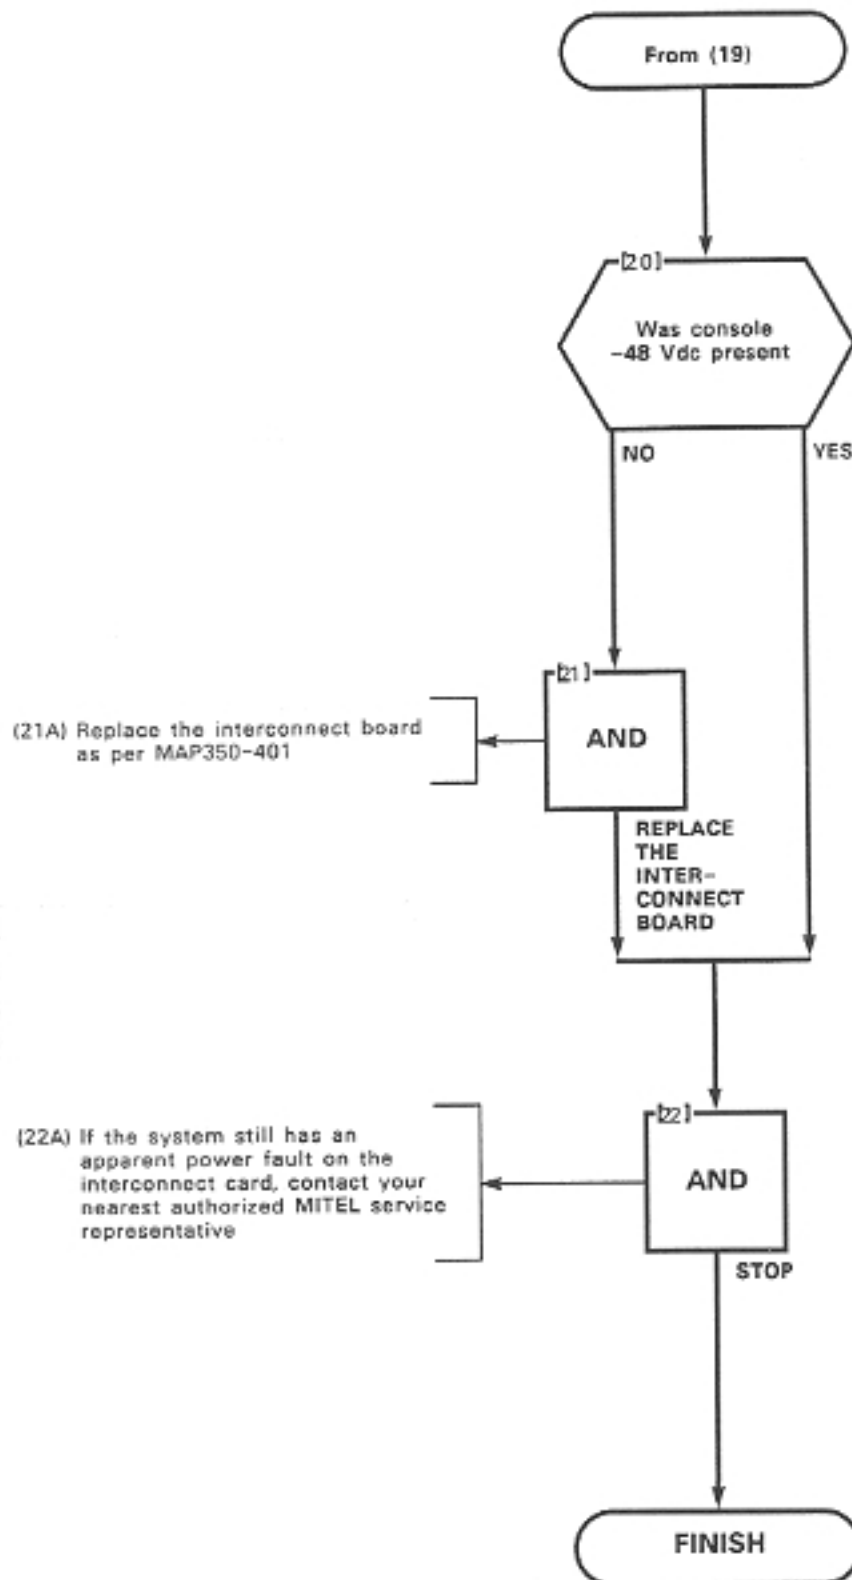 From (19)
[20]
Was console
-48 Vdc present
NO
YES
[21]
AND
(21A) Replace the interconnect board
as per MAP350-401
REPLACE
THE
INTER-
CONNECT
BOARD
[22]
AND
(22A) If the system still has an
apparent power fault on the
interconnect card, contact your
nearest authorized MITEL service
representative
STOP
FINISH